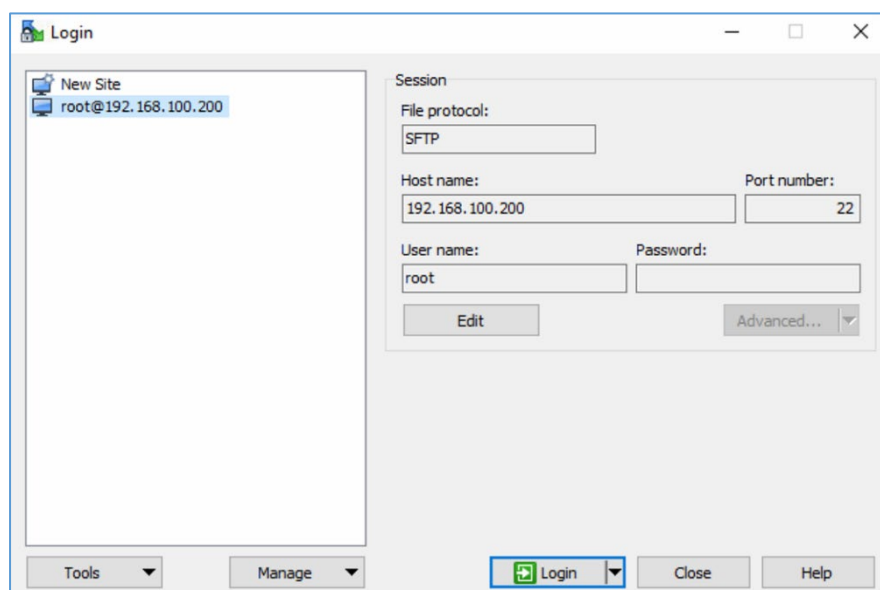 Login
New Site
root@192.168.100.200
Session
File protocol:
SFTP
Host name: Port number:
192.168.100.200 22
User name: Password:
root
Edit Advanced...
Tools Manage Login Close Help